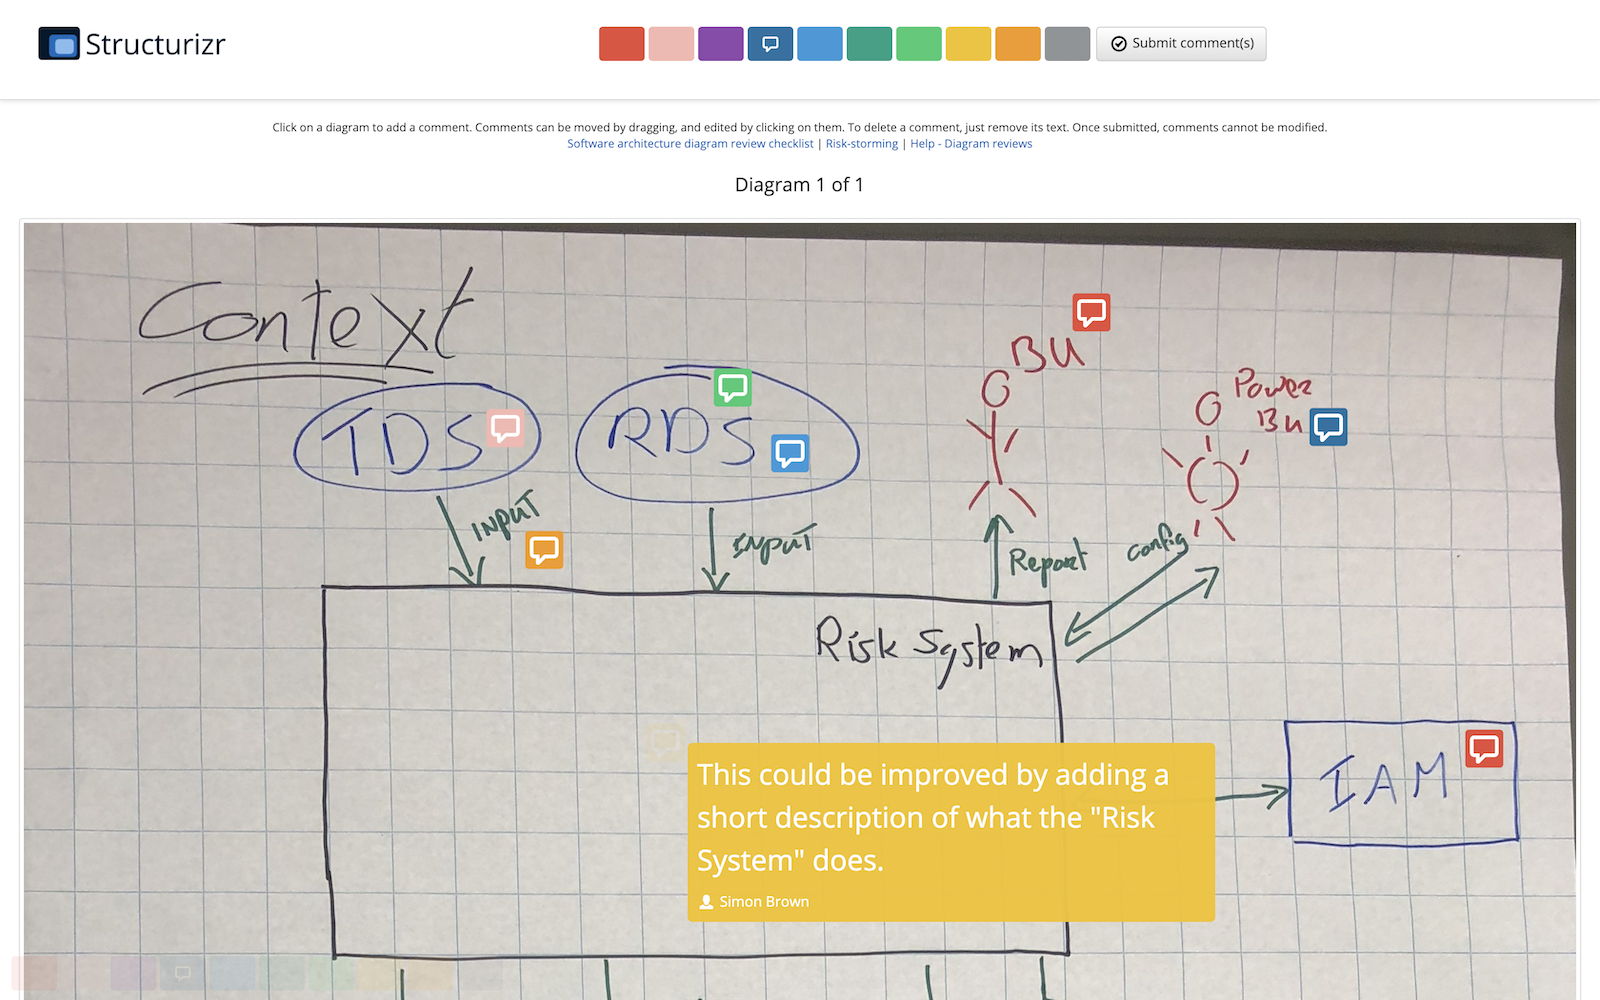 Structurizr
Submit comment(s)
Click on a diagram to add a comment. Comments can be moved by dragging, and edited by clicking on them. To delete a comment, just remove its text. Once submitted, comments cannot be modified.
Software architecture diagram review checklist | Risk-storming | Help - Diagram reviews
Diagram 1 of 1
Context
BU
Power
BU
TDS
RDS
INPUT
INPUT
Report
config
Risk System
IAM
This could be improved by adding a
short description of what the "Risk
System" does.
Simon Brown